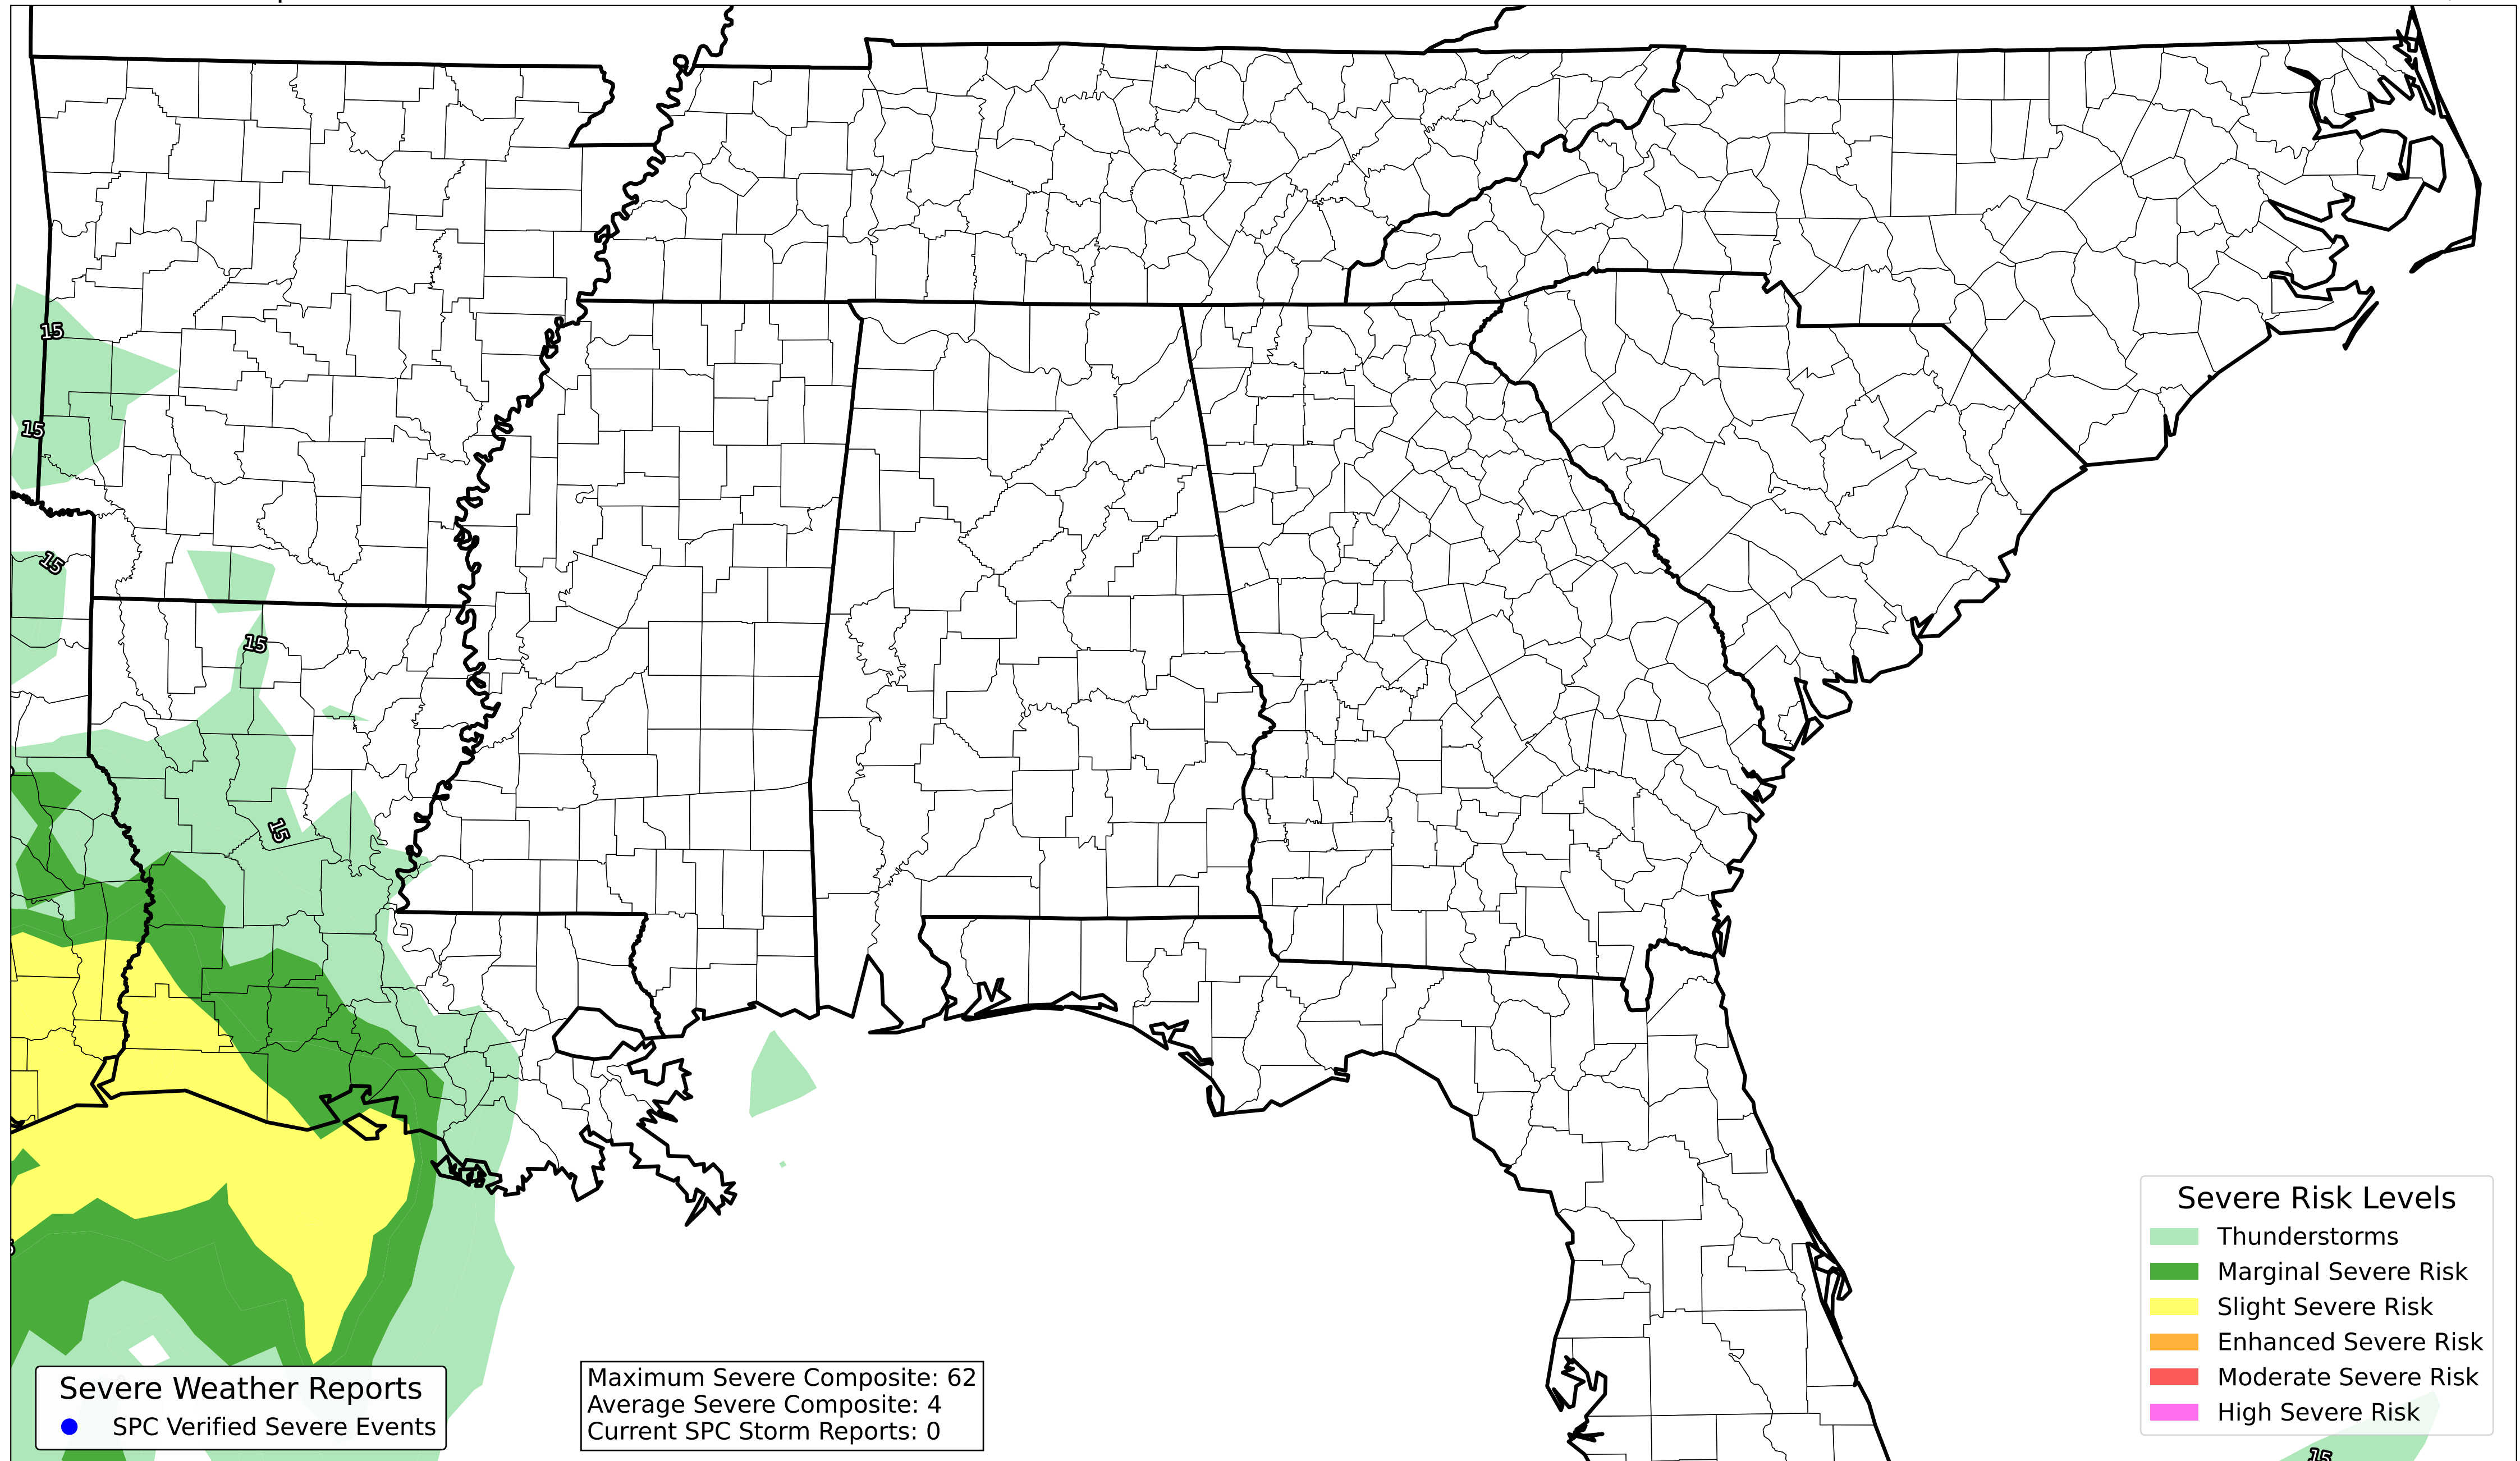 15
15
15
15
15
Severe Risk Levels
Thunderstorms
Marginal Severe Risk
Slight Severe Risk
Enhanced Severe Risk
Moderate Severe Risk
High Severe Risk
Maximum Severe Composite: 62
Average Severe Composite: 4
Current SPC Storm Reports: 0
Severe Weather Reports
SPC Verified Severe Events
15